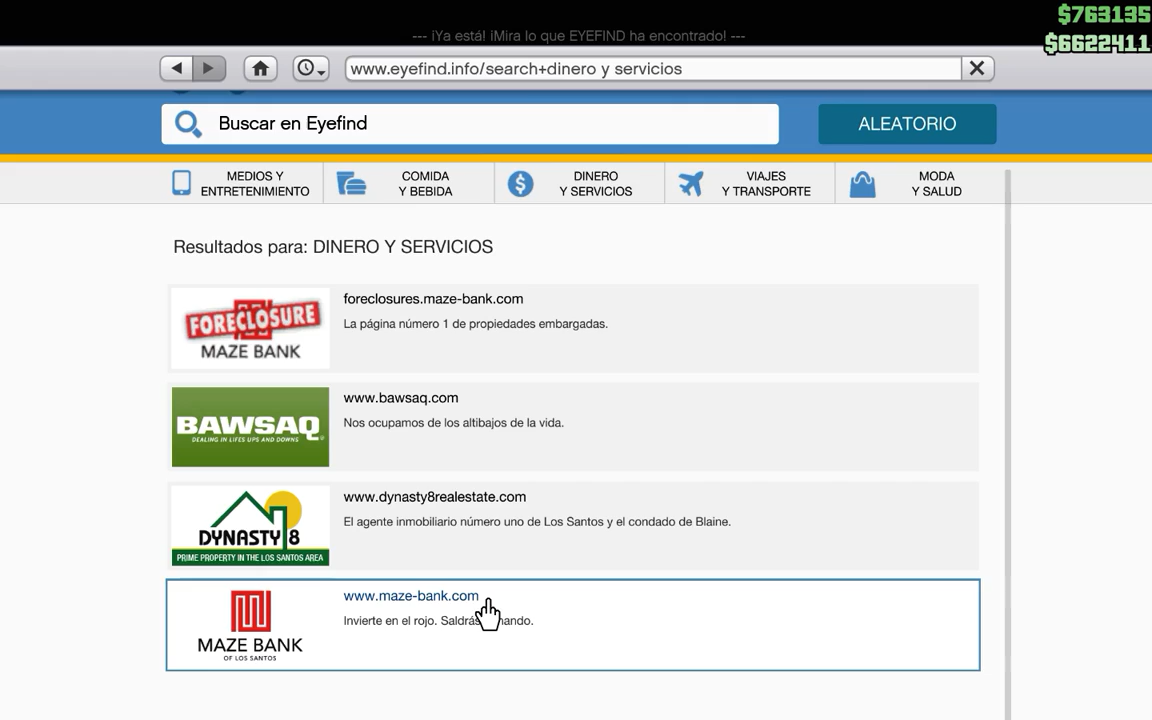 $763135
--- ¡Ya está! ¡Mira lo que EYEFIND ha encontrado! ---
$6622411
www.eyefind.info/search+dinero y servicios
Buscar en Eyefind
ALEATORIO
MEDIOS Y
ENTRETENIMIENTO
COMIDA
Y BEBIDA
DINERO
Y SERVICIOS
VIAJES
Y TRANSPORTE
MODA
Y SALUD
Resultados para: DINERO Y SERVICIOS
FORECLOSURE
MAZE BANK
foreclosures.maze-bank.com
La página número 1 de propiedades embargadas.
BAWSAQ
DEALING IN LIFES UPS AND DOWNS
www.bawsaq.com
Nos ocupamos de los altibajos de la vida.
DYNASTY 8
PRIME PROPERTY IN THE LOS SANTOS AREA
www.dynasty8realestate.com
El agente inmobiliario número uno de Los Santos y el condado de Blaine.
MAZE BANK
OF LOS SANTOS
www.maze-bank.com
Invierte en el rojo.